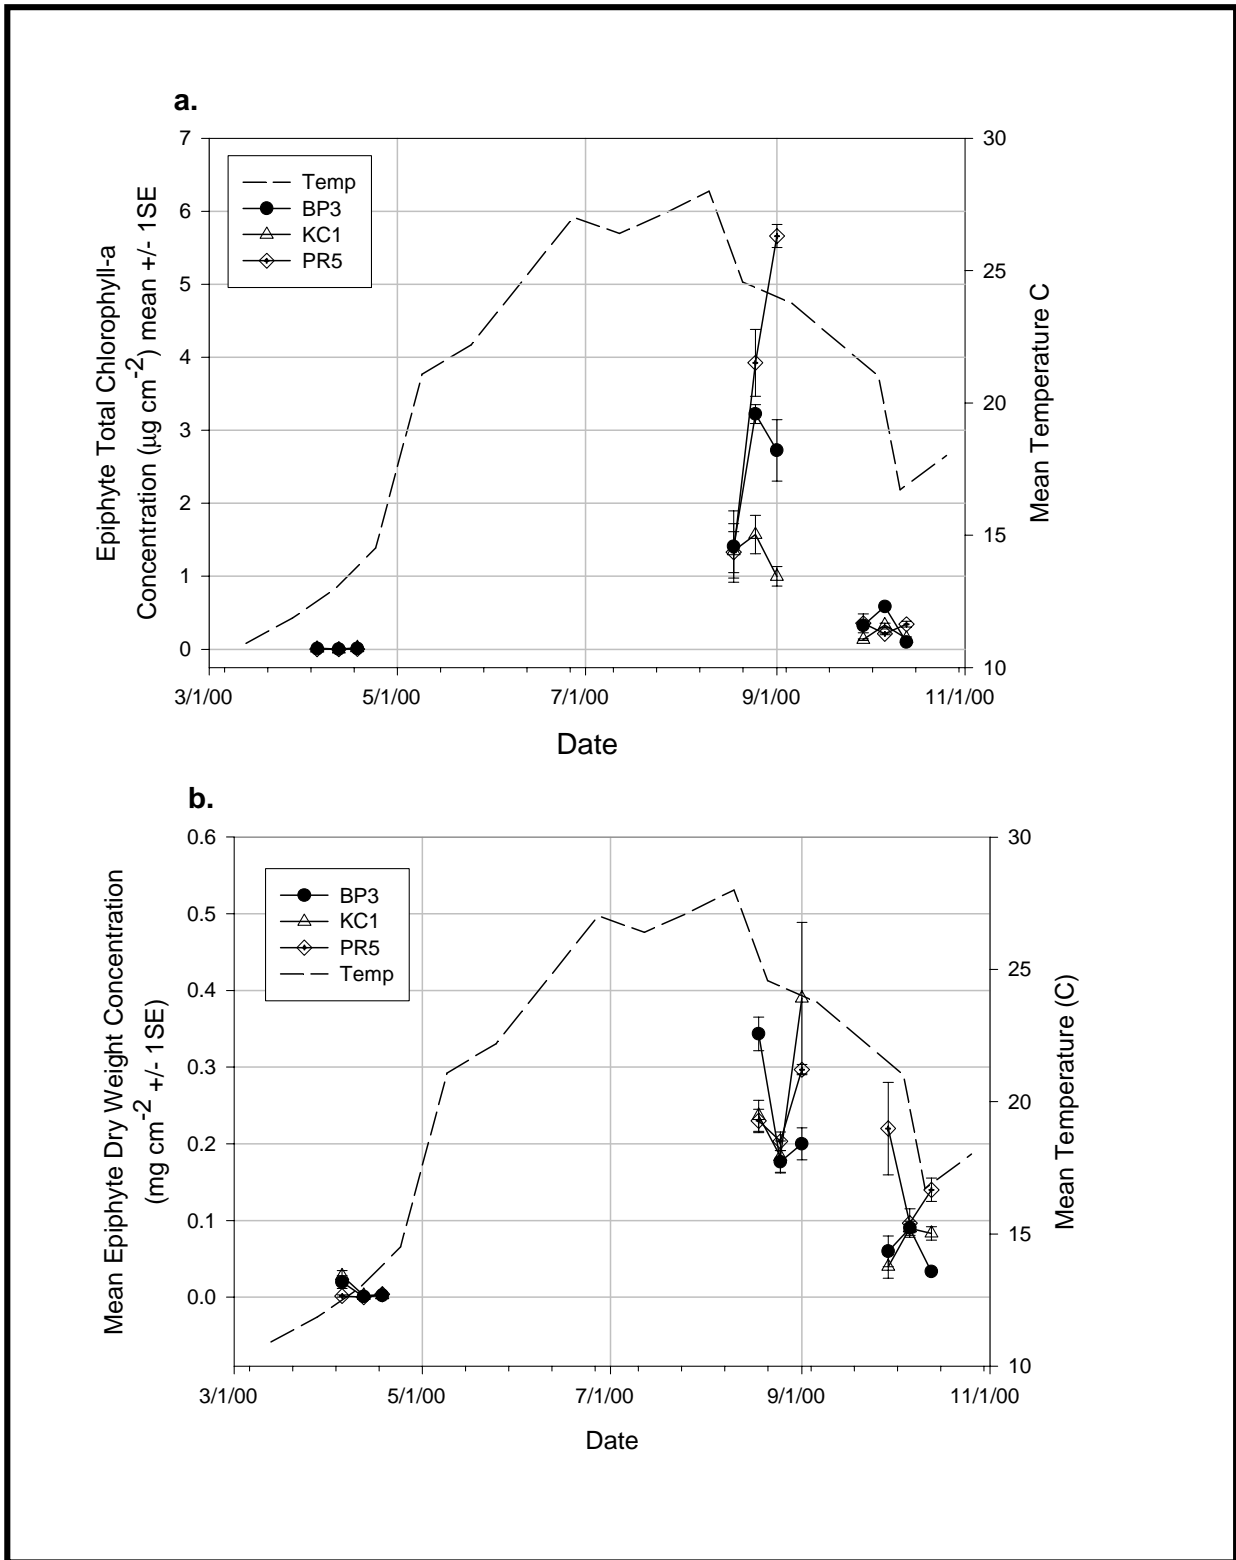 a.
7
6
5
4
3
2
1
0
Epiphyte Total Chlorophyll-a
Concentration (μg cm-2) mean +/- 1SE
Temp
BP3
KC1
PR5
30
25
20
15
10
Mean Temperature C
3/1/00 5/1/00 7/1/00 9/1/00 11/1/00
Date
b.
0.6
0.5
0.4
0.3
0.2
0.1
0.0
Mean Epiphyte Dry Weight Concentration
(mg cm-2 +/- 1SE)
BP3
KC1
PR5
Temp
30
25
20
15
10
Mean Temperature (C)
3/1/00 5/1/00 7/1/00 9/1/00 11/1/00
Date